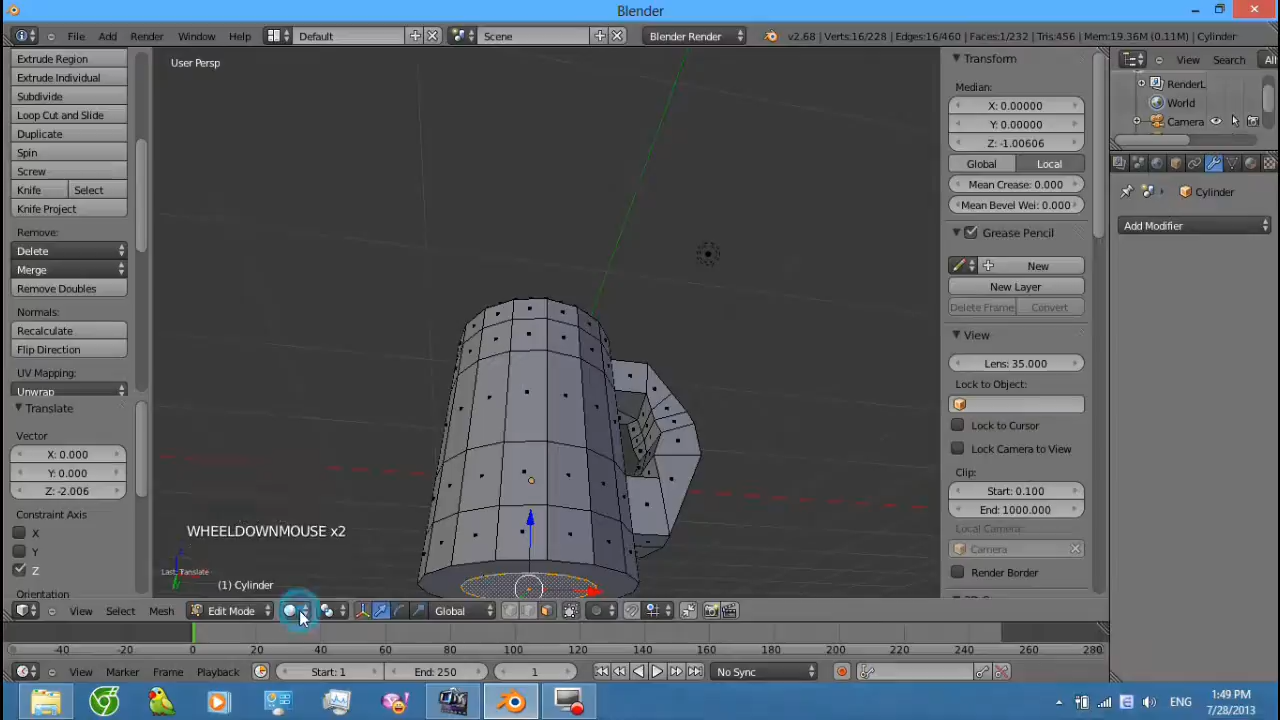 Blender
File Add Render Window Help Default Scene Blender Render v2.68 | Verts:16/228 | Edges:16/460 | Faces:1/232 | Tris:456 | Mem:19.36M (0.11M) | Cylinder
View Search All
Extrude Region
Extrude Individual
Subdivide
Loop Cut and Slide
Duplicate
Spin
Screw
Knife Select
Knife Project
Remove:
Delete
Merge
Remove Doubles
Normals:
Recalculate
Flip Direction
UV Mapping:
Unwrap
Translate
Vector
X: 0.000
Y: 0.000
Z: -2.006
Constraint Axis
X
Y
Z
Orientation
User Persp
WHEELDOWNMOUSE x2
Last: Translate
(1) Cylinder
Transform
Median:
X: 0.00000
Y: 0.00000
Z: -1.00606
Global Local
Mean Crease: 0.000
Mean Bevel Wei: 0.000
Grease Pencil
New
New Layer
Delete Frame Convert
View
Lens: 35.000
Lock to Object:
Lock to Cursor
Lock Camera to View
Clip:
Start: 0.100
End: 1000.000
Local Camera:
Camera
Render Border
RenderL
World
Camera
Cylinder
Add Modifier
View Select Mesh Edit Mode Global
-40 -20 0 20 40 60 80 100 120 140 160 180 200 220 240 260 280
View Marker Frame Playback Start: 1 End: 250 1 No Sync
ENG
1:49 PM
7/28/2013